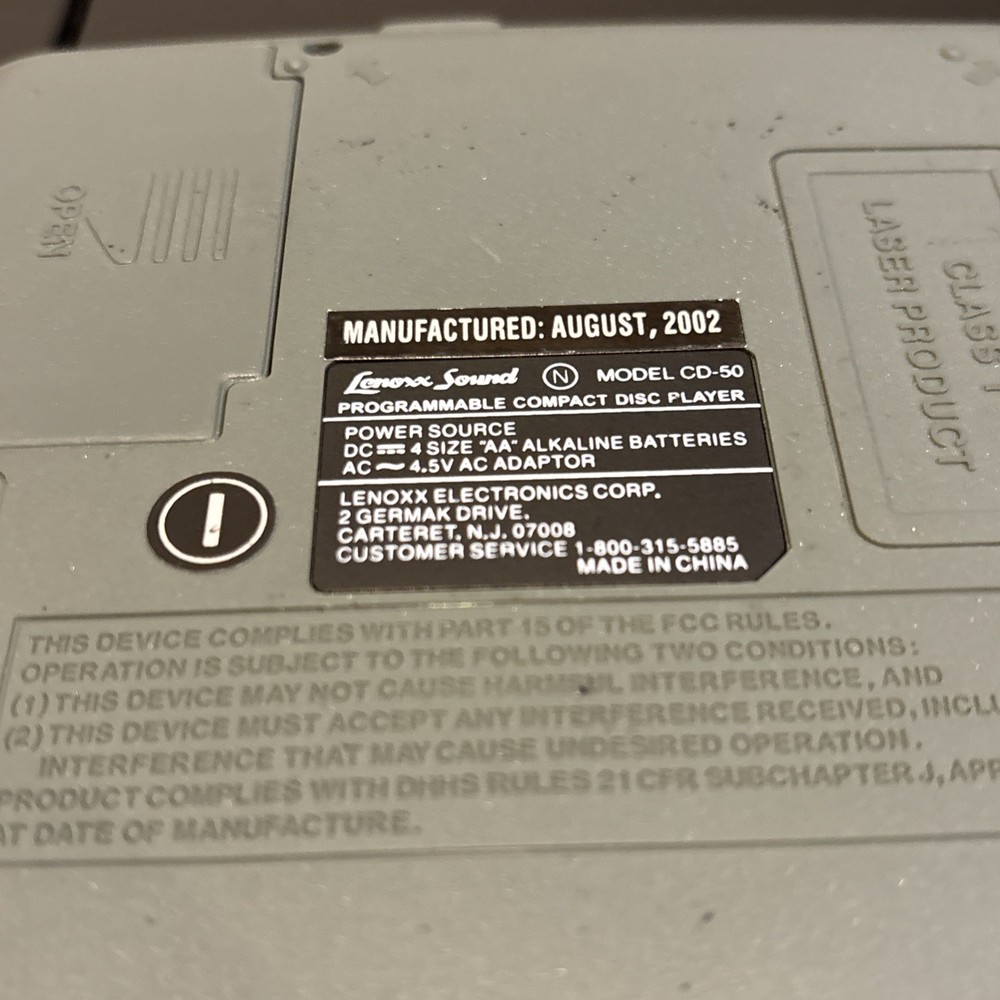 OPEN
CLASS 1
LASER PRODUCT
MANUFACTURED: AUGUST, 2002
Lenoxx Sound N MODEL CD-50
PROGRAMMABLE COMPACT DISC PLAYER
POWER SOURCE
DC 4 SIZE "AA" ALKALINE BATTERIES
AC 4.5V AC ADAPTOR
LENOXX ELECTRONICS CORP.
2 GERMAK DRIVE.
CARTERET. N.J. 07008
CUSTOMER SERVICE 1-800-315-5885
MADE IN CHINA
I
THIS DEVICE COMPLIES WITH PART 15 OF THE FCC RULES.
OPERATION IS SUBJECT TO THE FOLLOWING TWO CONDITIONS:
(1) THIS DEVICE MAY NOT CAUSE HARMFUL INTERFERENCE, AND
(2) THIS DEVICE MUST ACCEPT ANY INTERFERENCE RECEIVED, INCLU
INTERFERENCE THAT MAY CAUSE UNDESIRED OPERATION.
PRODUCT COMPLIES WITH DHHS RULES 21 CFR SUBCHAPTER J, APP
AT DATE OF MANUFACTURE.